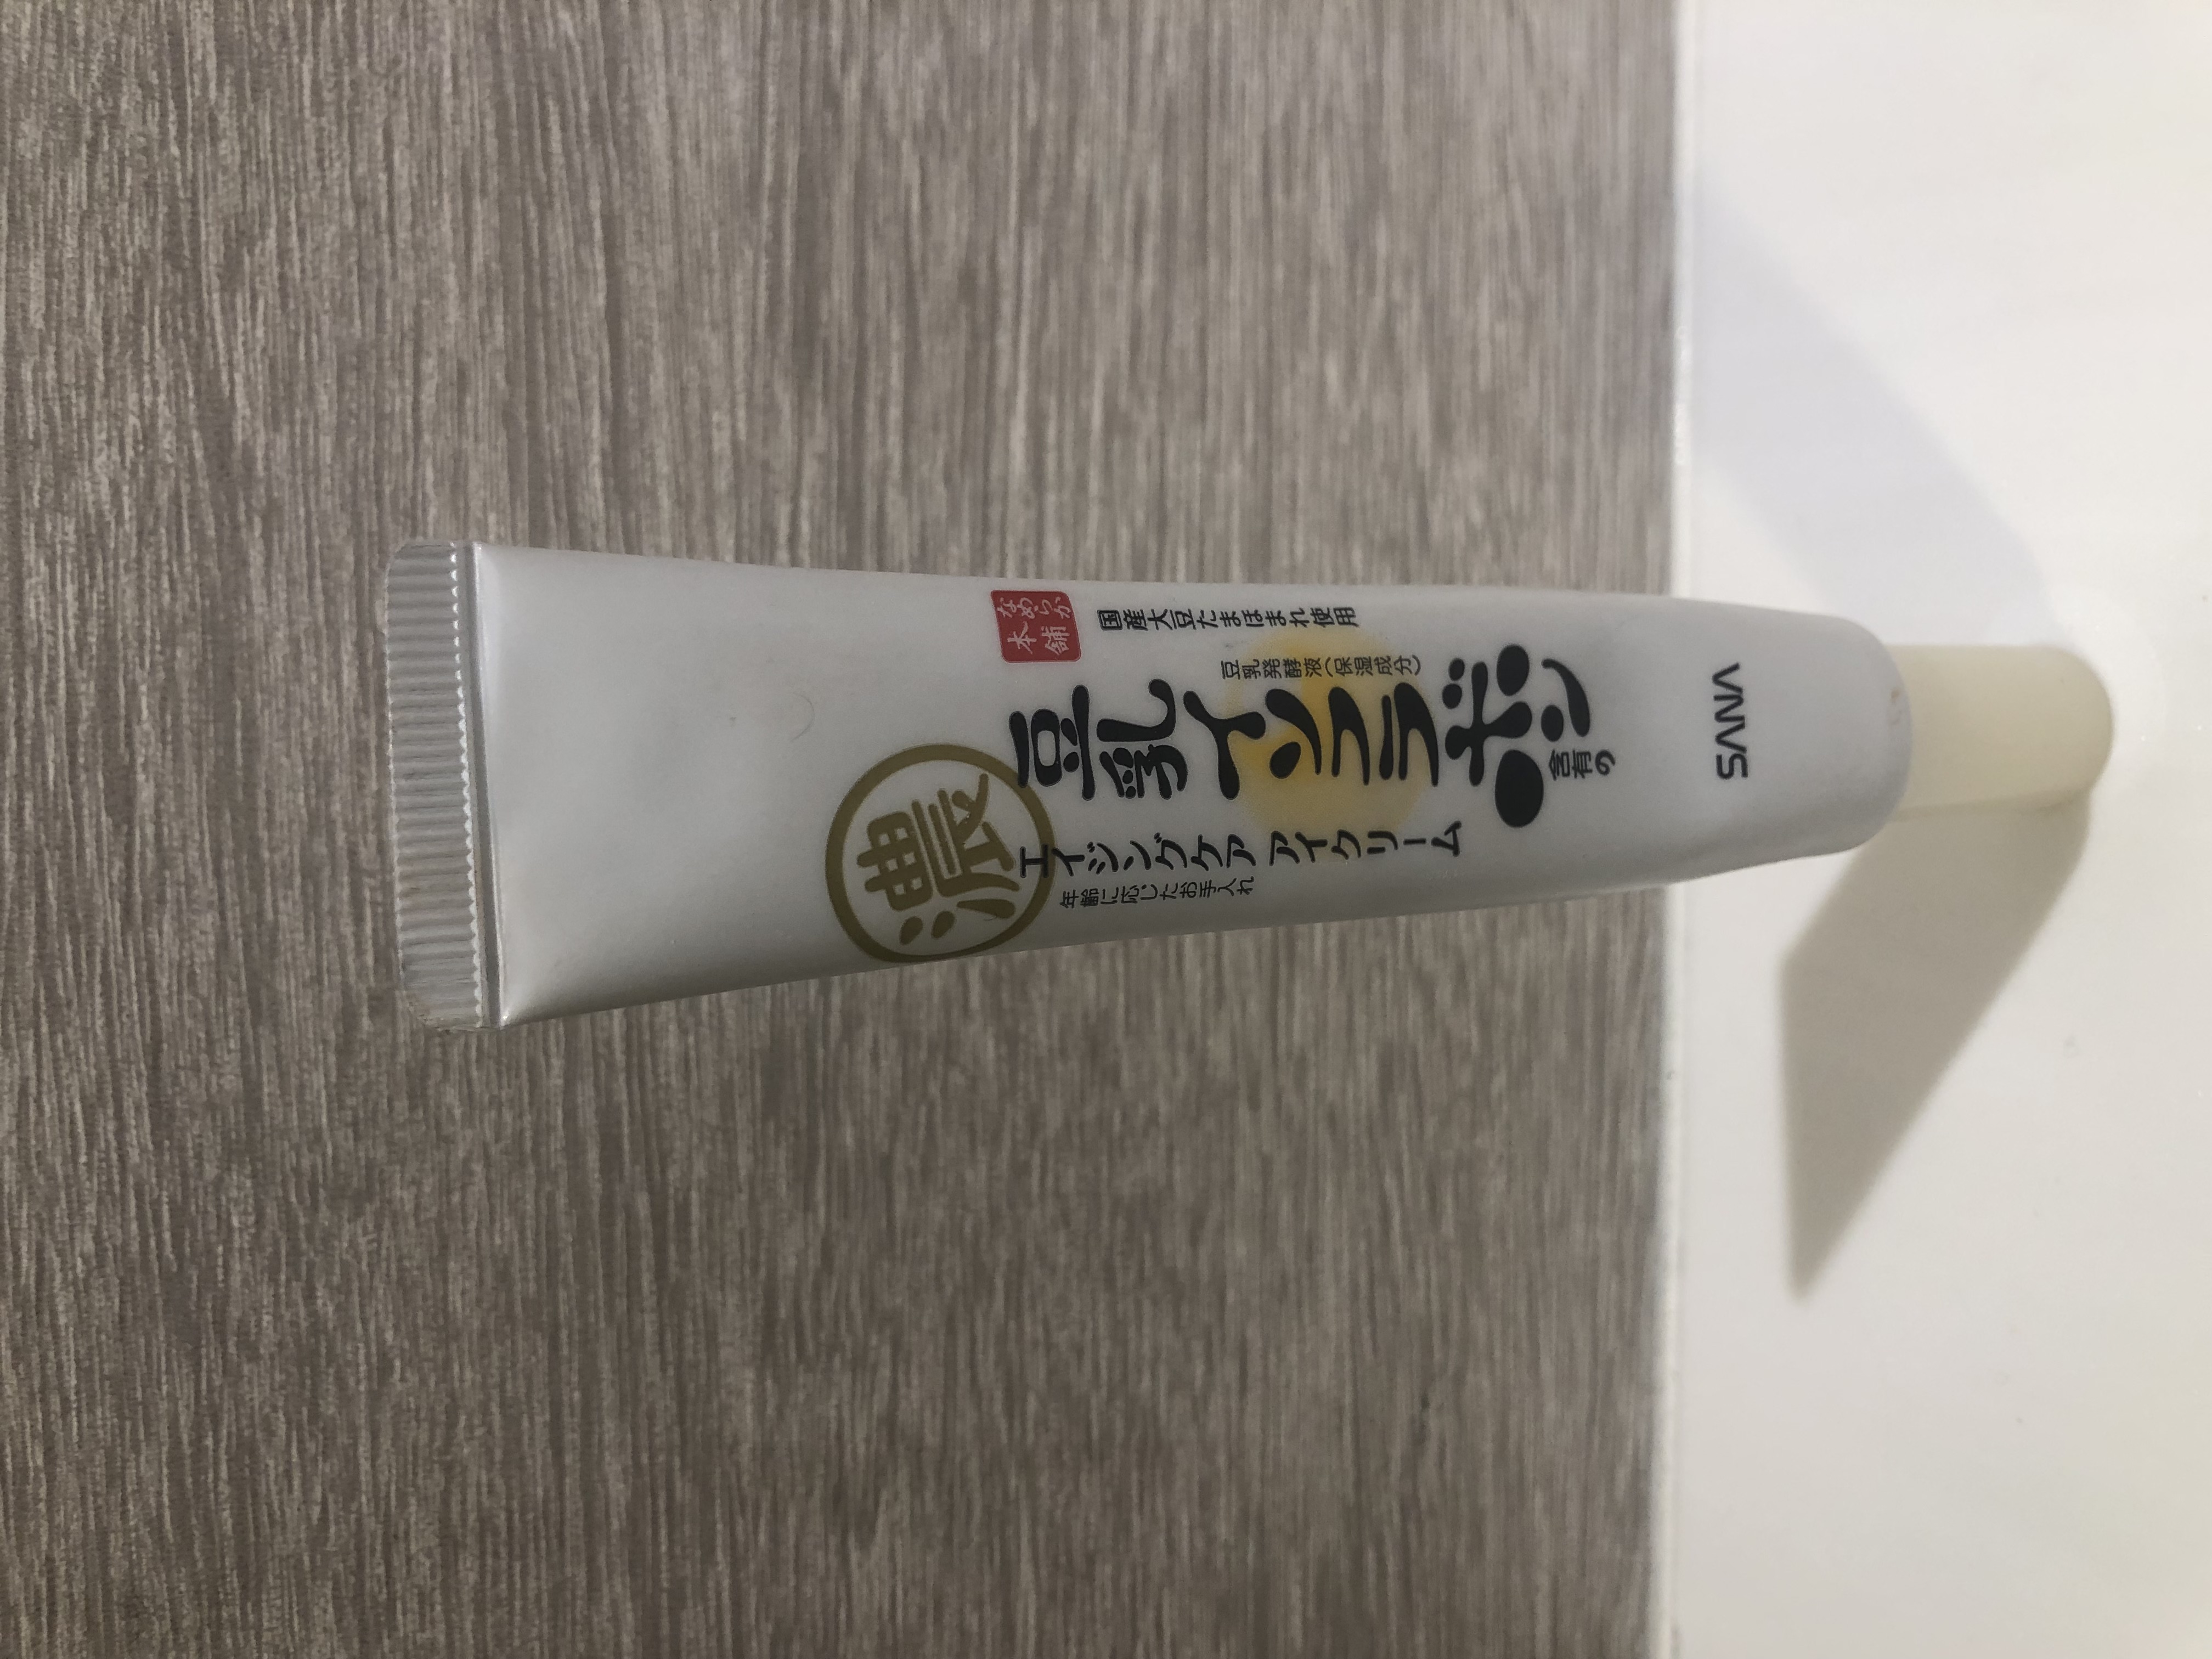 なめらか
本舗
国産大豆たまほまれ使用
豆乳発酵液(保湿成分)
豆乳イソフラボン
含有の
濃
エイジングケア アイクリーム
年齢に応じたお手入れ
SANA